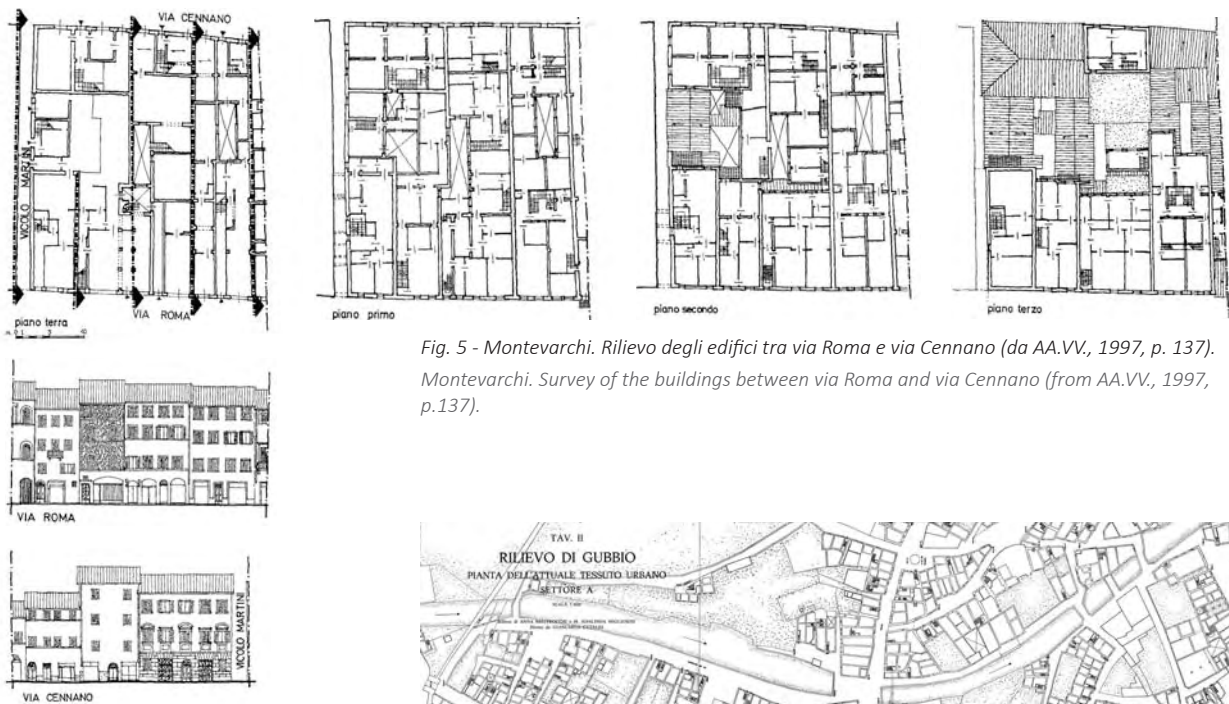 VIA CENNANO
VICOLO MARTINI
VIA ROMA
piano terra
piano primo
piano secondo
piano terzo
Fig. 5 - Montevarchi. Rilievo degli edifici tra via Roma e via Cennano (da AA.VV., 1997, p. 137).
Montevarchi. Survey of the buildings between via Roma and via Cennano (from AA.VV., 1997,
p.137).
VIA ROMA
VICOLO MARTINI
VIA CENNANO
TAV. II
RILIEVO DI GUBBIO
PIANTA DELL'ATTUALE TESSUTO URBANO
SETTORE A